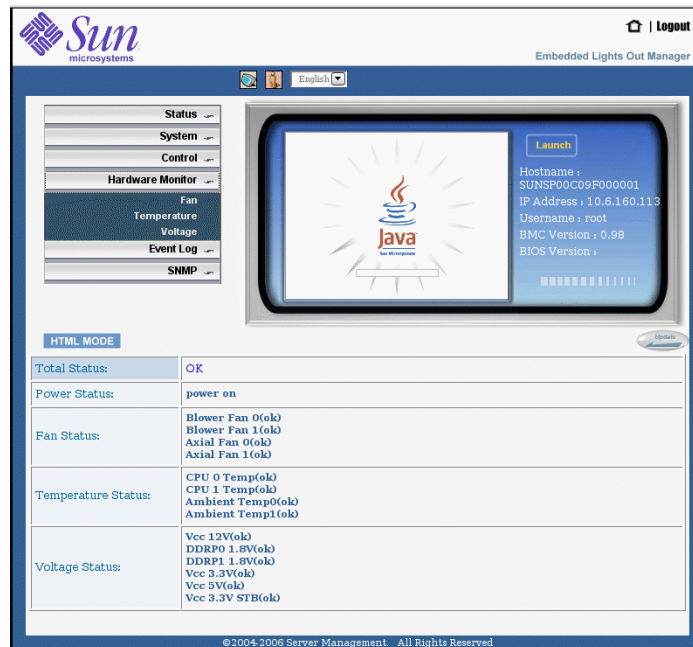 Sun
microsystems
| Logout
Embedded Lights Out Manager
English
Status
System
Control
Hardware Monitor
Fan
Temperature
Voltage
Event Log
SNMP
Java
Sun Microsystems
Launch
Hostname :
SUNSP00C09F000001
IP Address : 10.6.160.113
Username : root
BMC Version : 0.98
BIOS Version :
HTML MODE
Update
Total Status:
OK
Power Status:
power on
Fan Status:
Blower Fan 0(ok)
Blower Fan 1(ok)
Axial Fan 0(ok)
Axial Fan 1(ok)
Temperature Status:
CPU 0 Temp(ok)
CPU 1 Temp(ok)
Ambient Temp0(ok)
Ambient Temp1(ok)
Voltage Status:
Vcc 12V(ok)
DDRP0 1.8V(ok)
DDRP1 1.8V(ok)
Vcc 3.3V(ok)
Vcc 5V(ok)
Vcc 3.3V STB(ok)
©2004-2006 Server Management. All Rights Reserved